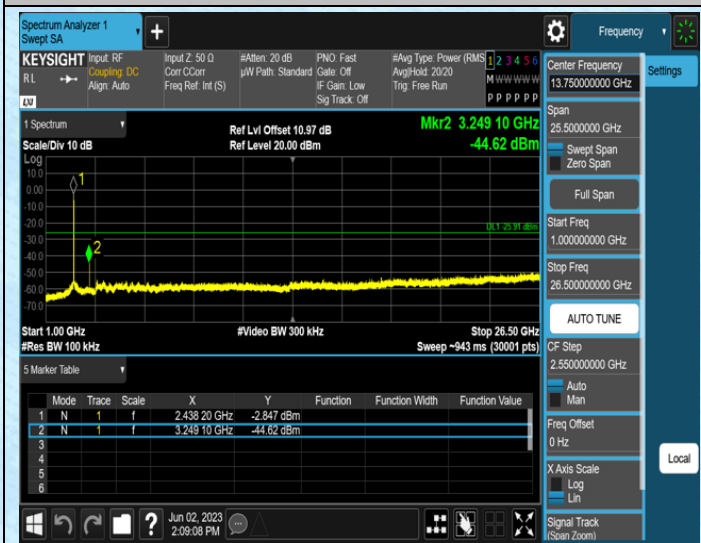 Spectrum Analyzer 1
Swept SA
Frequency
KEYSIGHT Input: RF Input Z: 50 Ω #Atten: 20 dB PNO: Fast #Avg Type: Power (RMS 1 2 3 4 5 6
R L Coupling: DC Corr CCorr µW Path: Standard Gate: Off Avg|Hold: 20/20 M W W W W W
Align: Auto Freq Ref: Int (S) IF Gain: Low Trig: Free Run
Sig Track: Off P P P P P P
LXI
1 Spectrum
Ref Lvl Offset 10.97 dB Mkr2 3.249 10 GHz
Scale/Div 10 dB Ref Level 20.00 dBm -44.62 dBm
Log
10.0
0.00
-10.0
-20.0
-30.0
-40.0
-50.0
-60.0
-70.0
1
2
DL1 -25.91 dBm
Start 1.00 GHz #Video BW 300 kHz Stop 26.50 GHz
#Res BW 100 kHz Sweep ~943 ms (30001 pts)
5 Marker Table
Mode Trace Scale X Y Function Function Width Function Value
1 N 1 f 2.438 20 GHz -2.847 dBm
2 N 1 f 3.249 10 GHz -44.62 dBm
3
4
5
6
Jun 02, 2023
2:09:08 PM
?
Center Frequency
13.750000000 GHz
Span
25.5000000 GHz
Swept Span
Zero Span
Full Span
Start Freq
1.000000000 GHz
Stop Freq
26.500000000 GHz
AUTO TUNE
CF Step
2.550000000 GHz
Auto
Man
Freq Offset
0 Hz
X Axis Scale
Log
Lin
Signal Track
(Span Zoom)
Settings
Local